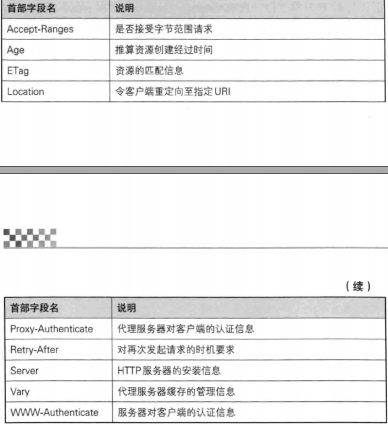 首部字段名 说明
Accept-Ranges 是否接受字节范围请求
Age 推算资源创建经过时间
ETag 资源的匹配信息
Location 令客户端重定向至指定URI
（续）
首部字段名 说明
Proxy-Authenticate 代理服务器对客户端的认证信息
Retry-After 对再次发起请求的时机要求
Server HTTP服务器的安装信息
Vary 代理服务器缓存的管理信息
WWW-Authenticate 服务器对客户端的认证信息